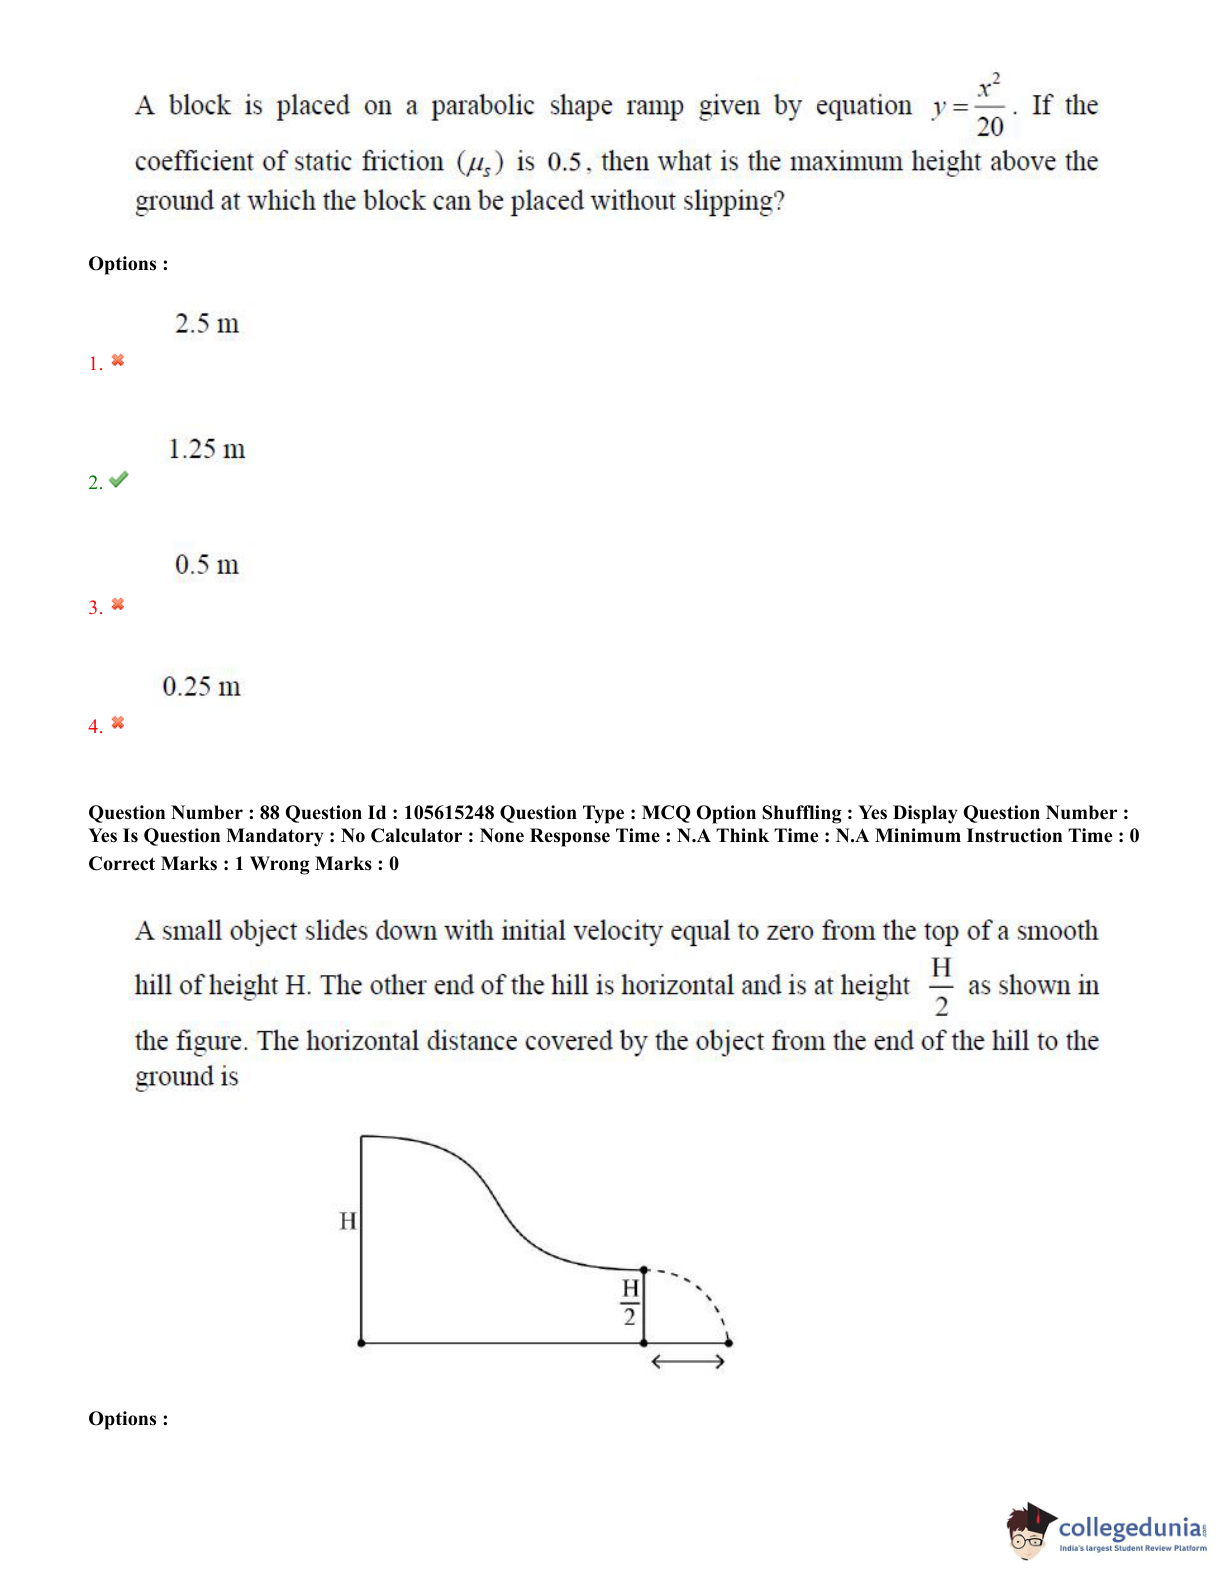 A block is placed on a parabolic shape ramp given by equation y = x²/20. If the
coefficient of static friction (μₛ) is 0.5, then what is the maximum height above the
ground at which the block can be placed without slipping?
Options :
2.5 m
1.
1.25 m
2.
0.5 m
3.
0.25 m
4.
Question Number : 88 Question Id : 105615248 Question Type : MCQ Option Shuffling : Yes Display Question Number :
Yes Is Question Mandatory : No Calculator : None Response Time : N.A Think Time : N.A Minimum Instruction Time : 0
Correct Marks : 1 Wrong Marks : 0
A small object slides down with initial velocity equal to zero from the top of a smooth
hill of height H. The other end of the hill is horizontal and is at height H/2 as shown in
the figure. The horizontal distance covered by the object from the end of the hill to the
ground is
H
H/2
Options :
collegedunia.com
India's largest Student Review Platform